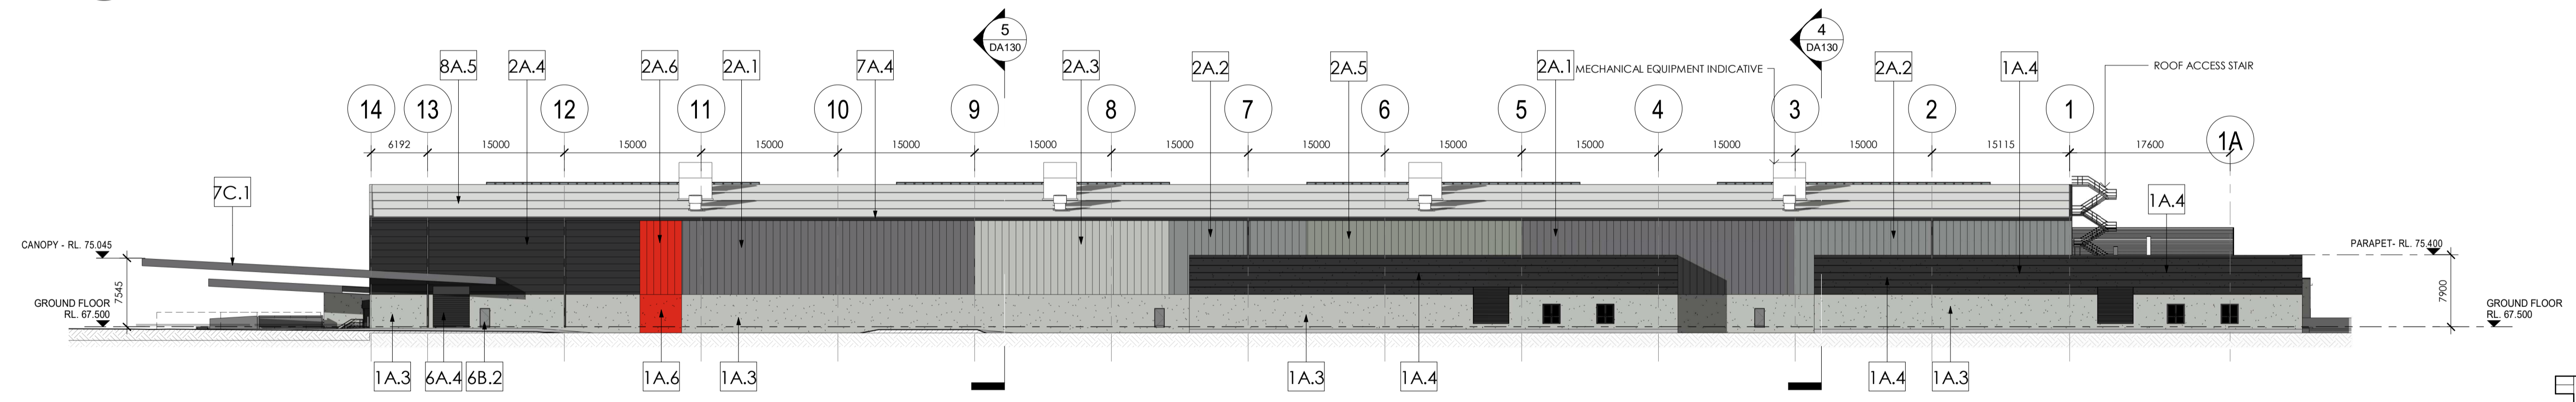 5
DA130
4
DA130
8A.5
2A.4
2A.6
2A.1
7A.4
2A.3
2A.2
2A.5
2A.1
MECHANICAL EQUIPMENT INDICATIVE
2A.2
1A.4
ROOF ACCESS STAIR
14
13
12
11
10
9
8
7
6
5
4
3
2
1
1A
6192
15000
15000
15000
15000
15000
15000
15000
15000
15000
15000
15000
15115
17600
7C.1
1A.4
CANOPY - RL. 75.045
PARAPET- RL. 75.400
7545
7900
GROUND FLOOR
RL. 67.500
GROUND FLOOR
RL. 67.500
1A.3
6A.4
6B.2
1A.6
1A.3
1A.3
1A.4
1A.4
1A.3